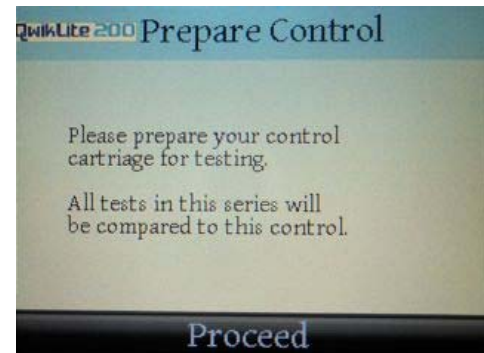 QwikLite 200 Prepare Control
Please prepare your control
cartriage for testing.
All tests in this series will
be compared to this control.
Proceed